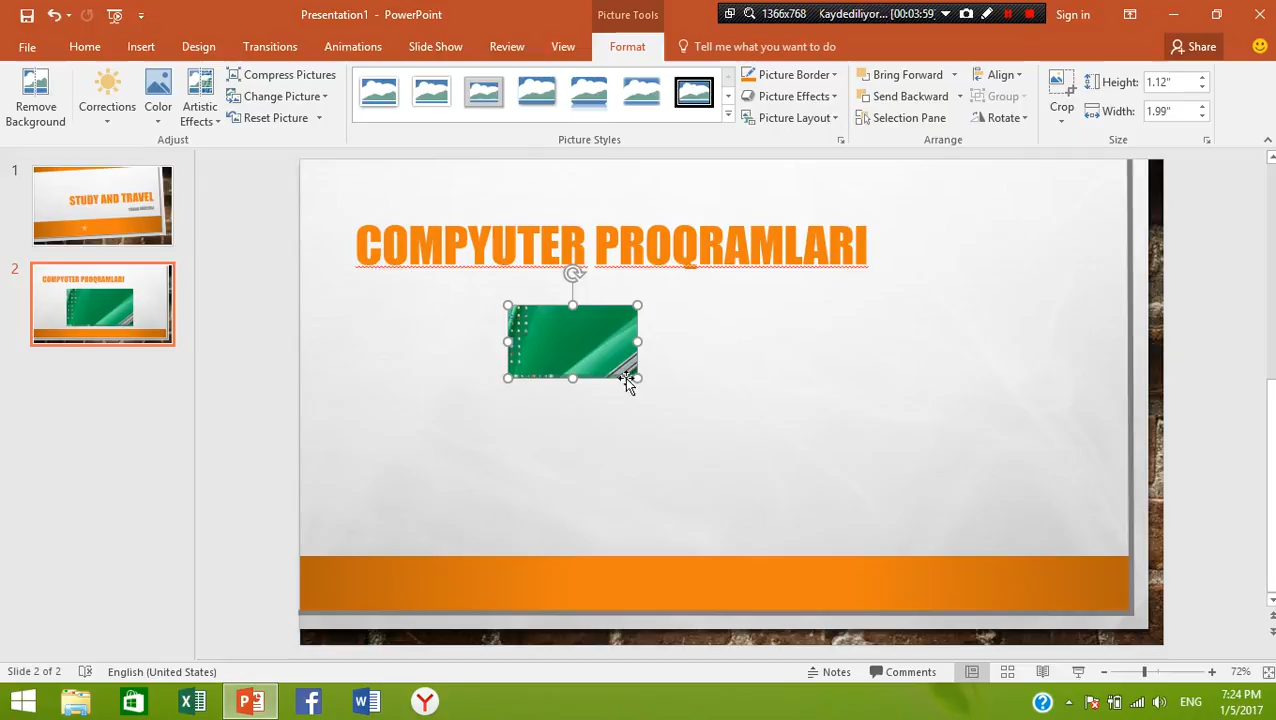 Presentation1 - PowerPoint
Picture Tools
1366x768
Kaydediliyor... [00:03:59]
Sign in
File
Home
Insert
Design
Transitions
Animations
Slide Show
Review
View
Format
Tell me what you want to do
Share
Remove Background
Corrections
Color
Artistic Effects
Compress Pictures
Change Picture
Reset Picture
Adjust
Picture Styles
Picture Border
Picture Effects
Picture Layout
Bring Forward
Send Backward
Selection Pane
Align
Group
Rotate
Arrange
Crop
Height: 1.12"
Width: 1.99"
Size
1
STUDY AND TRAVEL
2
COMPYUTER PROQRAMLARI
COMPYUTER PROQRAMLARI
Slide 2 of 2
English (United States)
Notes
Comments
72%
ENG
7:24 PM
1/5/2017